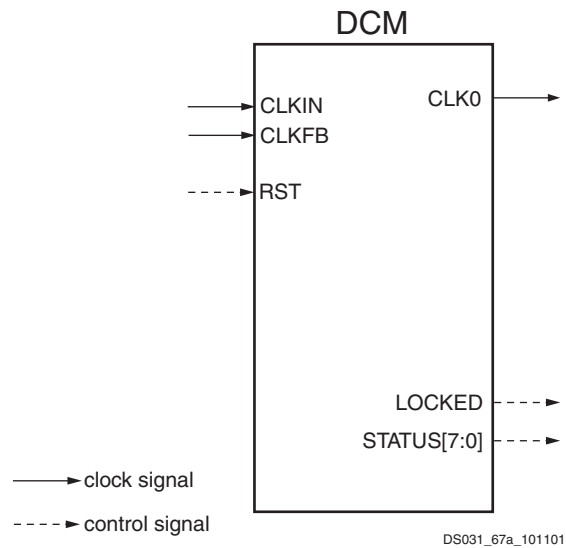 DCM
CLKIN
CLK0
CLKFB
RST
LOCKED
STATUS[7:0]
clock signal
control signal
DS031_67a_101101